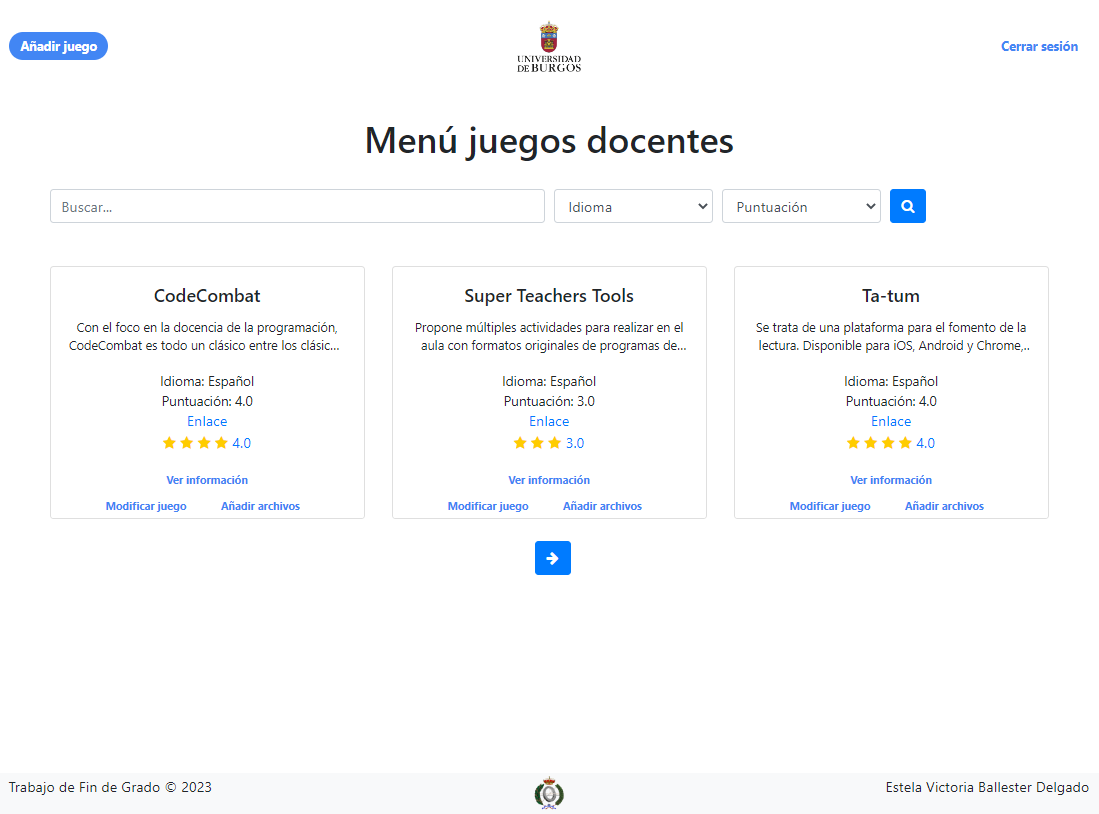 Añadir juego
UNIVERSIDAD
DE BURGOS
Cerrar sesión
Menú juegos docentes
Buscar...
Idioma
Puntuación
CodeCombat
Con el foco en la docencia de la programación,
CodeCombat es todo un clásico entre los clásic...
Idioma: Español
Puntuación: 4.0
Enlace
4.0
Ver información
Modificar juego
Añadir archivos
Super Teachers Tools
Propone múltiples actividades para realizar en el
aula con formatos originales de programas de...
Idioma: Español
Puntuación: 3.0
Enlace
3.0
Ver información
Modificar juego
Añadir archivos
Ta-tum
Se trata de una plataforma para el fomento de la
lectura. Disponible para iOS, Android y Chrome,..
Idioma: Español
Puntuación: 4.0
Enlace
4.0
Ver información
Modificar juego
Añadir archivos
Trabajo de Fin de Grado © 2023
Estela Victoria Ballester Delgado